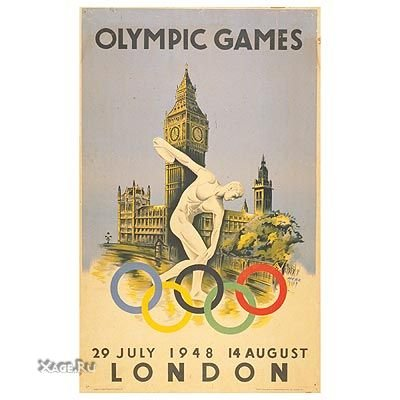 OLYMPIC GAMES
29 JULY 1948 14 AUGUST
LONDON
XAGE.RU